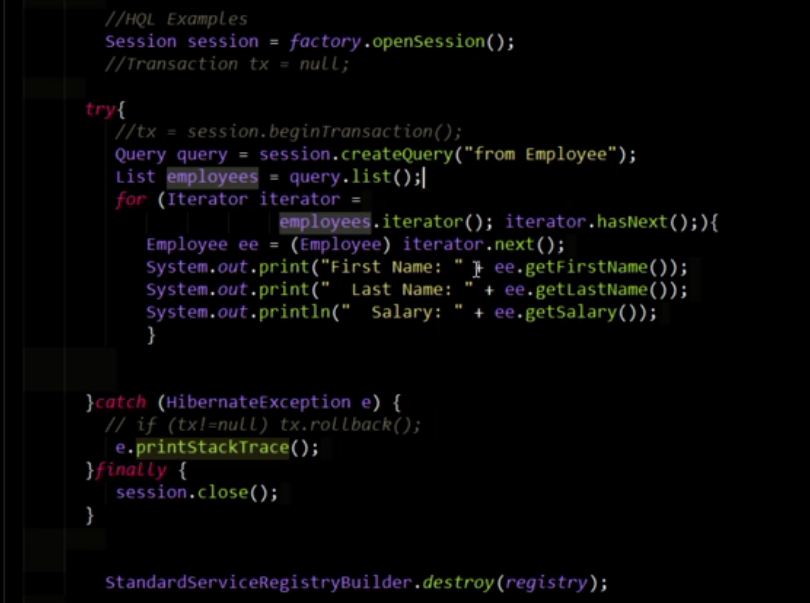 //HQL Examples
Session session = factory.openSession();
//Transaction tx = null;
try{
//tx = session.beginTransaction();
Query query = session.createQuery("from Employee");
List employees = query.list();
for (Iterator iterator =
employees.iterator(); iterator.hasNext();){
Employee ee = (Employee) iterator.next();
System.out.print("First Name: " + ee.getFirstName());
System.out.print("  Last Name: " + ee.getLastName());
System.out.println("  Salary: " + ee.getSalary());
}
}catch (HibernateException e) {
// if (tx!=null) tx.rollback();
e.printStackTrace();
}finally {
session.close();
}
StandardServiceRegistryBuilder.destroy(registry);